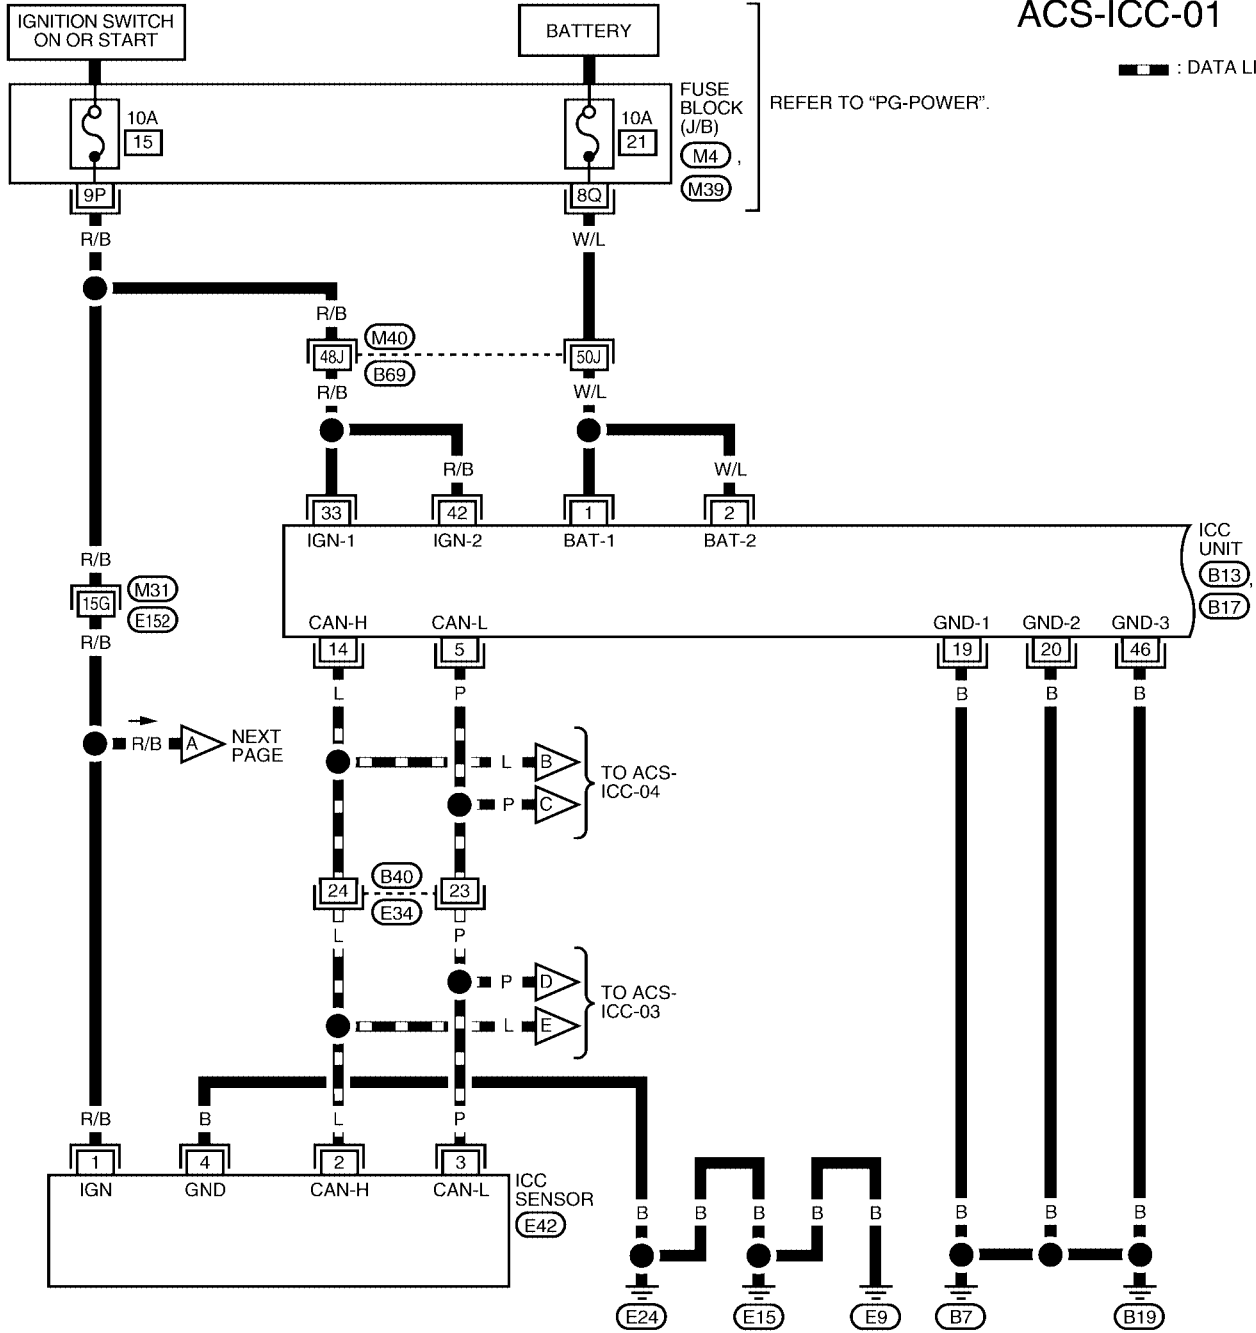 ACS-ICC-01
IGNITION SWITCH
ON OR START
BATTERY
: DATA LI
FUSE
BLOCK
(J/B)
M4 ,
M39
REFER TO “PG-POWER”.
10A
15
10A
21
9P
8Q
R/B
W/L
R/B
M40
48J
50J
B69
R/B
W/L
R/B
W/L
33
42
1
2
IGN-1
IGN-2
BAT-1
BAT-2
ICC
UNIT
B13 ,
B17
R/B
M31
15G
E152
R/B
CAN-H
CAN-L
GND-1
GND-2
GND-3
14
5
19
20
46
L
P
B
B
B
R/B
A
NEXT
PAGE
L
B
P
C
TO ACS-
ICC-04
B40
24
23
E34
L
P
P
D
L
E
TO ACS-
ICC-03
R/B
B
L
P
1
4
2
3
IGN
GND
CAN-H
CAN-L
ICC
SENSOR
E42
B
B
B
B
B
B
B
B
E24
E15
E9
B7
B19